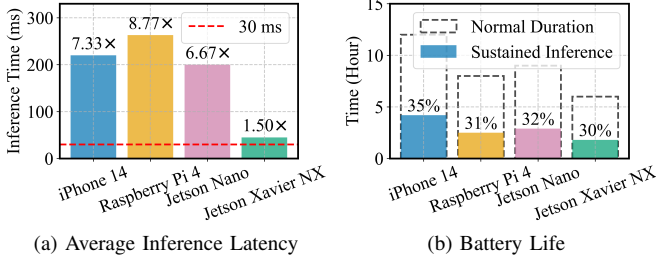 Inference Time (ms)
300
200
100
0
7.33×
8.77×
6.67×
1.50×
30 ms
iPhone 14
Raspberry Pi 4
Jetson Nano
Jetson Xavier NX
(a) Average Inference Latency
Time (Hour)
15
10
5
0
Normal Duration
Sustained Inference
35%
31%
32%
30%
iPhone 14
Raspberry Pi 4
Jetson Nano
Jetson Xavier NX
(b) Battery Life